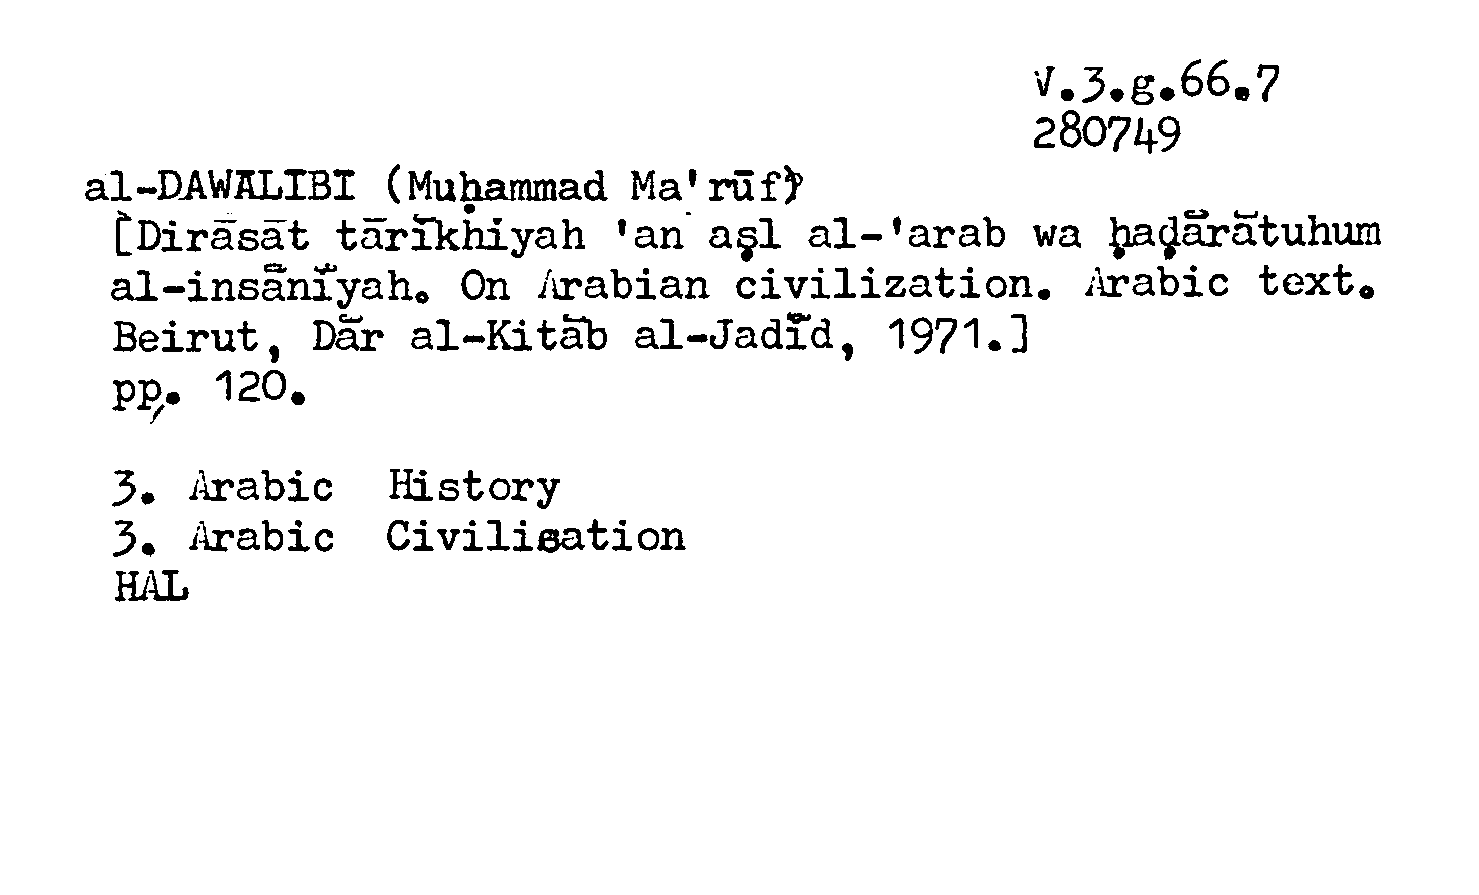 V.3.g.66.7
280749
al-DAWĀLIBI (Muḥammad Ma'rūf)
[Dirāsāt tārīkhiyah 'an aṣl al-'arab wa ḥaḍārātuhum
al-insānīyah. On Arabian civilization. Arabic text.
Beirut, Dār al-Kitāb al-Jadīd, 1971.]
pp. 120.
3. Arabic History
3. Arabic Civilisation
HAL